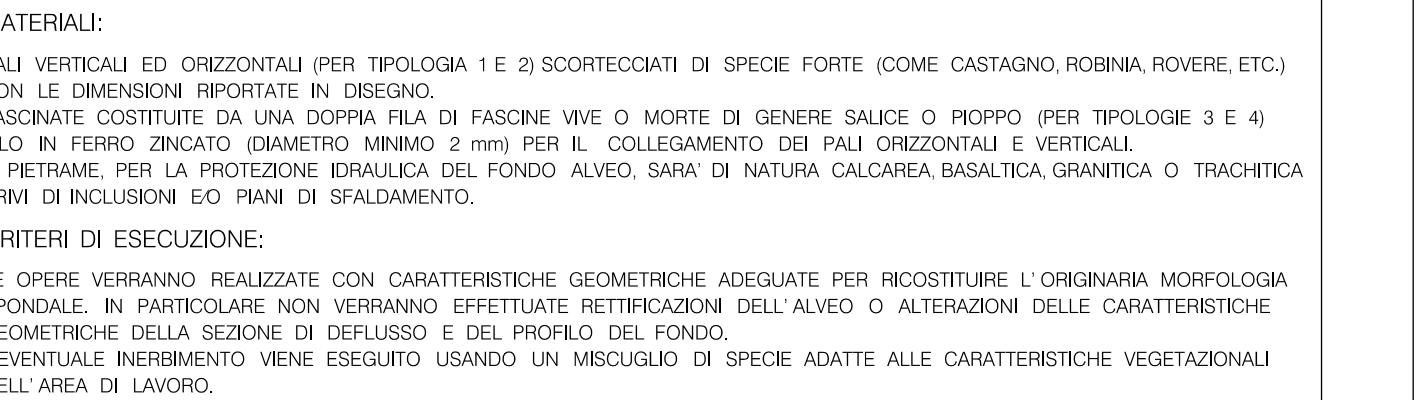 ATERIALI:
ALI VERTICALI ED ORIZZONTALI (PER TIPOLOGIA 1 E 2) SCORTECCIATI DI SPECIE FORTE (COME CASTAGNO, ROBINIA, ROVERE, ETC.)
ON LE DIMENSIONI RIPORTATE IN DISEGNO.
ASCINATE COSTITUITE DA UNA DOPPIA FILA DI FASCINE VIVE O MORTE DI GENERE SALICE O PIOPPO (PER TIPOLOGIE 3 E 4)
LO IN FERRO ZINCATO (DIAMETRO MINIMO 2 mm) PER IL COLLEGAMENTO DEI PALI ORIZZONTALI E VERTICALI.
PIETRAME, PER LA PROTEZIONE IDRAULICA DEL FONDO ALVEO, SARA' DI NATURA CALCAREA, BASALTICA, GRANITICA O TRACHITICA
RIVI DI INCLUSIONI E/O PIANI DI SFALDAMENTO.
RITERI DI ESECUZIONE:
E OPERE VERRANNO REALIZZATE CON CARATTERISTICHE GEOMETRICHE ADEGUATE PER RICOSTITUIRE L'ORIGINARIA MORFOLOGIA
PONDALE. IN PARTICOLARE NON VERRANNO EFFETTUATE RETTIFICAZIONI DELL'ALVEO O ALTERAZIONI DELLE CARATTERISTICHE
EOMETRICHE DELLA SEZIONE DI DEFLUSSO E DEL PROFILO DEL FONDO.
EVENTUALE INERBIMENTO VIENE ESEGUITO USANDO UN MISCUGLIO DI SPECIE ADATTE ALLE CARATTERISTICHE VEGETAZIONALI
ELL'AREA DI LAVORO.